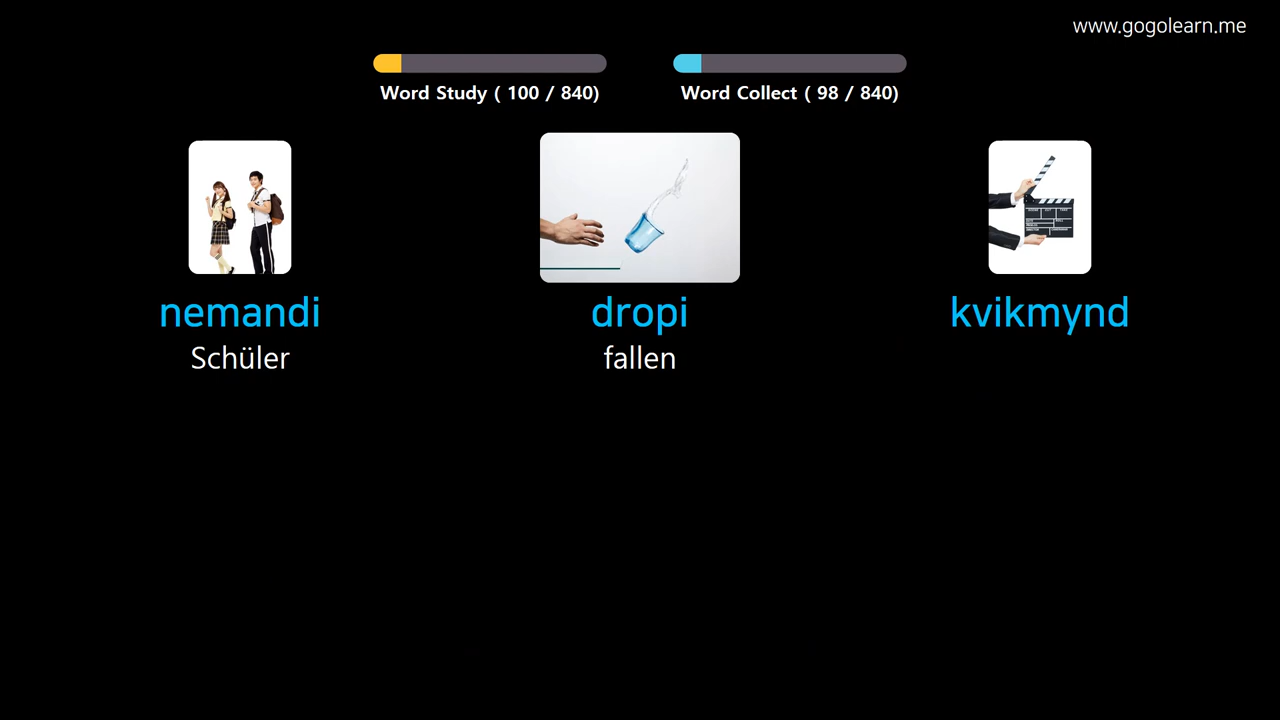 www.gogolearn.me
Word Study ( 100 / 840)
Word Collect ( 98 / 840)
nemandi
dropi
kvikmynd
Schüler
fallen